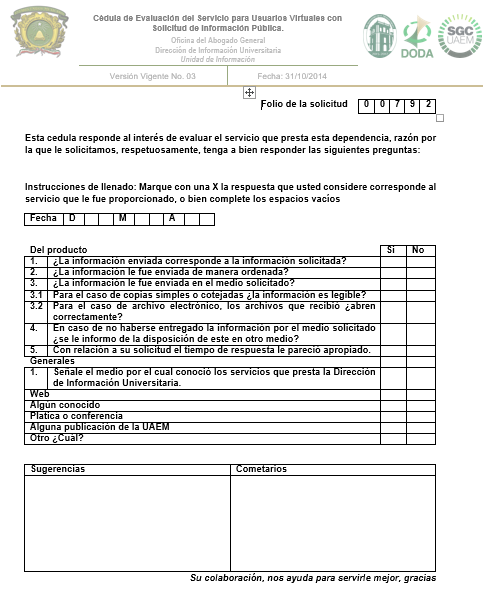 Cédula de Evaluación del Servicio para Usuarios Virtuales con
Solicitud de Información Pública.
Oficina del Abogado General
Dirección de Información Universitaria
Unidad de Información
DODA
SGC
UAEM
Versión Vigente No. 03 Fecha: 31/10/2014
Folio de la solicitud 0 0 7 9 2
Esta cedula responde al interés de evaluar el servicio que presta esta dependencia, razón por
la que le solicitamos, respetuosamente, tenga a bien responder las siguientes preguntas:
Instrucciones de llenado: Marque con una X la respuesta que usted considere corresponde al
servicio que le fue proporcionado, o bien complete los espacios vacíos
Fecha D M A
Del producto Si No
1. ¿La información enviada corresponde a la información solicitada?
2. ¿La información le fue enviada de manera ordenada?
3. ¿La información le fue enviada en el medio solicitado?
3.1 Para el caso de copias simples o cotejadas ¿la información es legible?
3.2 Para el caso de archivo electrónico, los archivos que recibió ¿abren
correctamente?
4. En caso de no haberse entregado la información por el medio solicitado
¿se le informo de la disposición de este en otro medio?
5. Con relación a su solicitud el tiempo de respuesta le pareció apropiado.
Generales
1. Señale el medio por el cual conoció los servicios que presta la Dirección
de Información Universitaria.
Web
Algún conocido
Platica o conferencia
Alguna publicación de la UAEM
Otro ¿Cuál?
Sugerencias Cometarios
Su colaboración, nos ayuda para servirle mejor, gracias